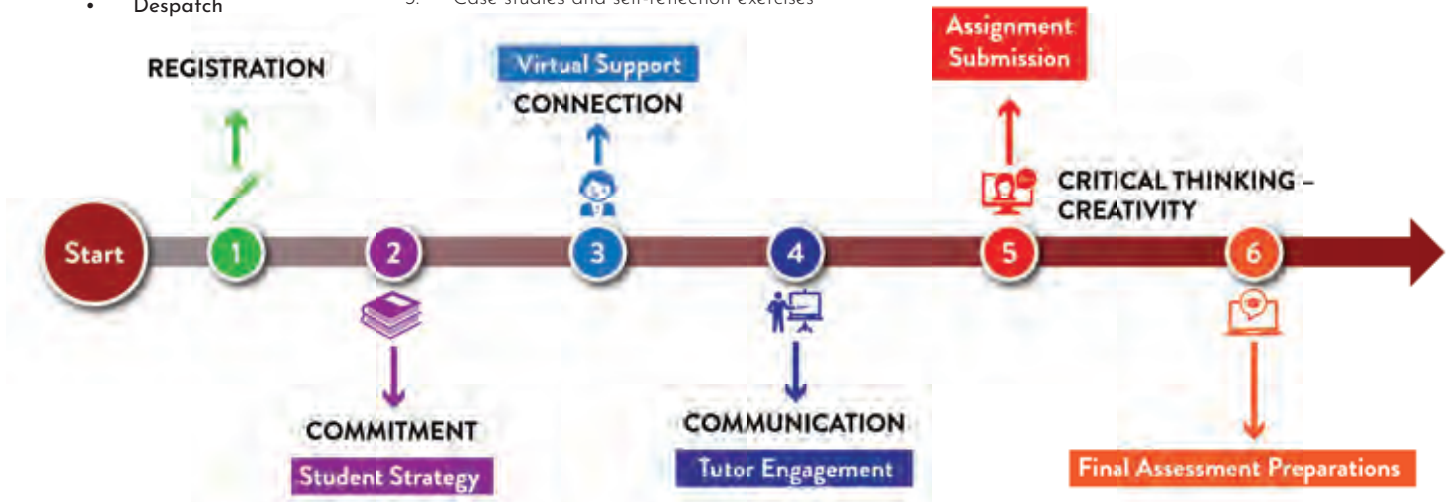 • Despatch
5. Case studies and self-reflection exercises
Assignment
Submission
REGISTRATION
Virtual Support
CONNECTION
CRITICAL THINKING –
CREATIVITY
Start
1
2
3
4
5
6
COMMITMENT
Student Strategy
COMMUNICATION
Tutor Engagement
Final Assessment Preparations